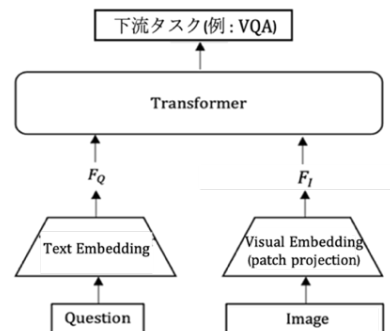 下流タスク(例 : VQA)
Transformer
F_Q
F_I
Text Embedding
Visual Embedding
(patch projection)
Question
Image